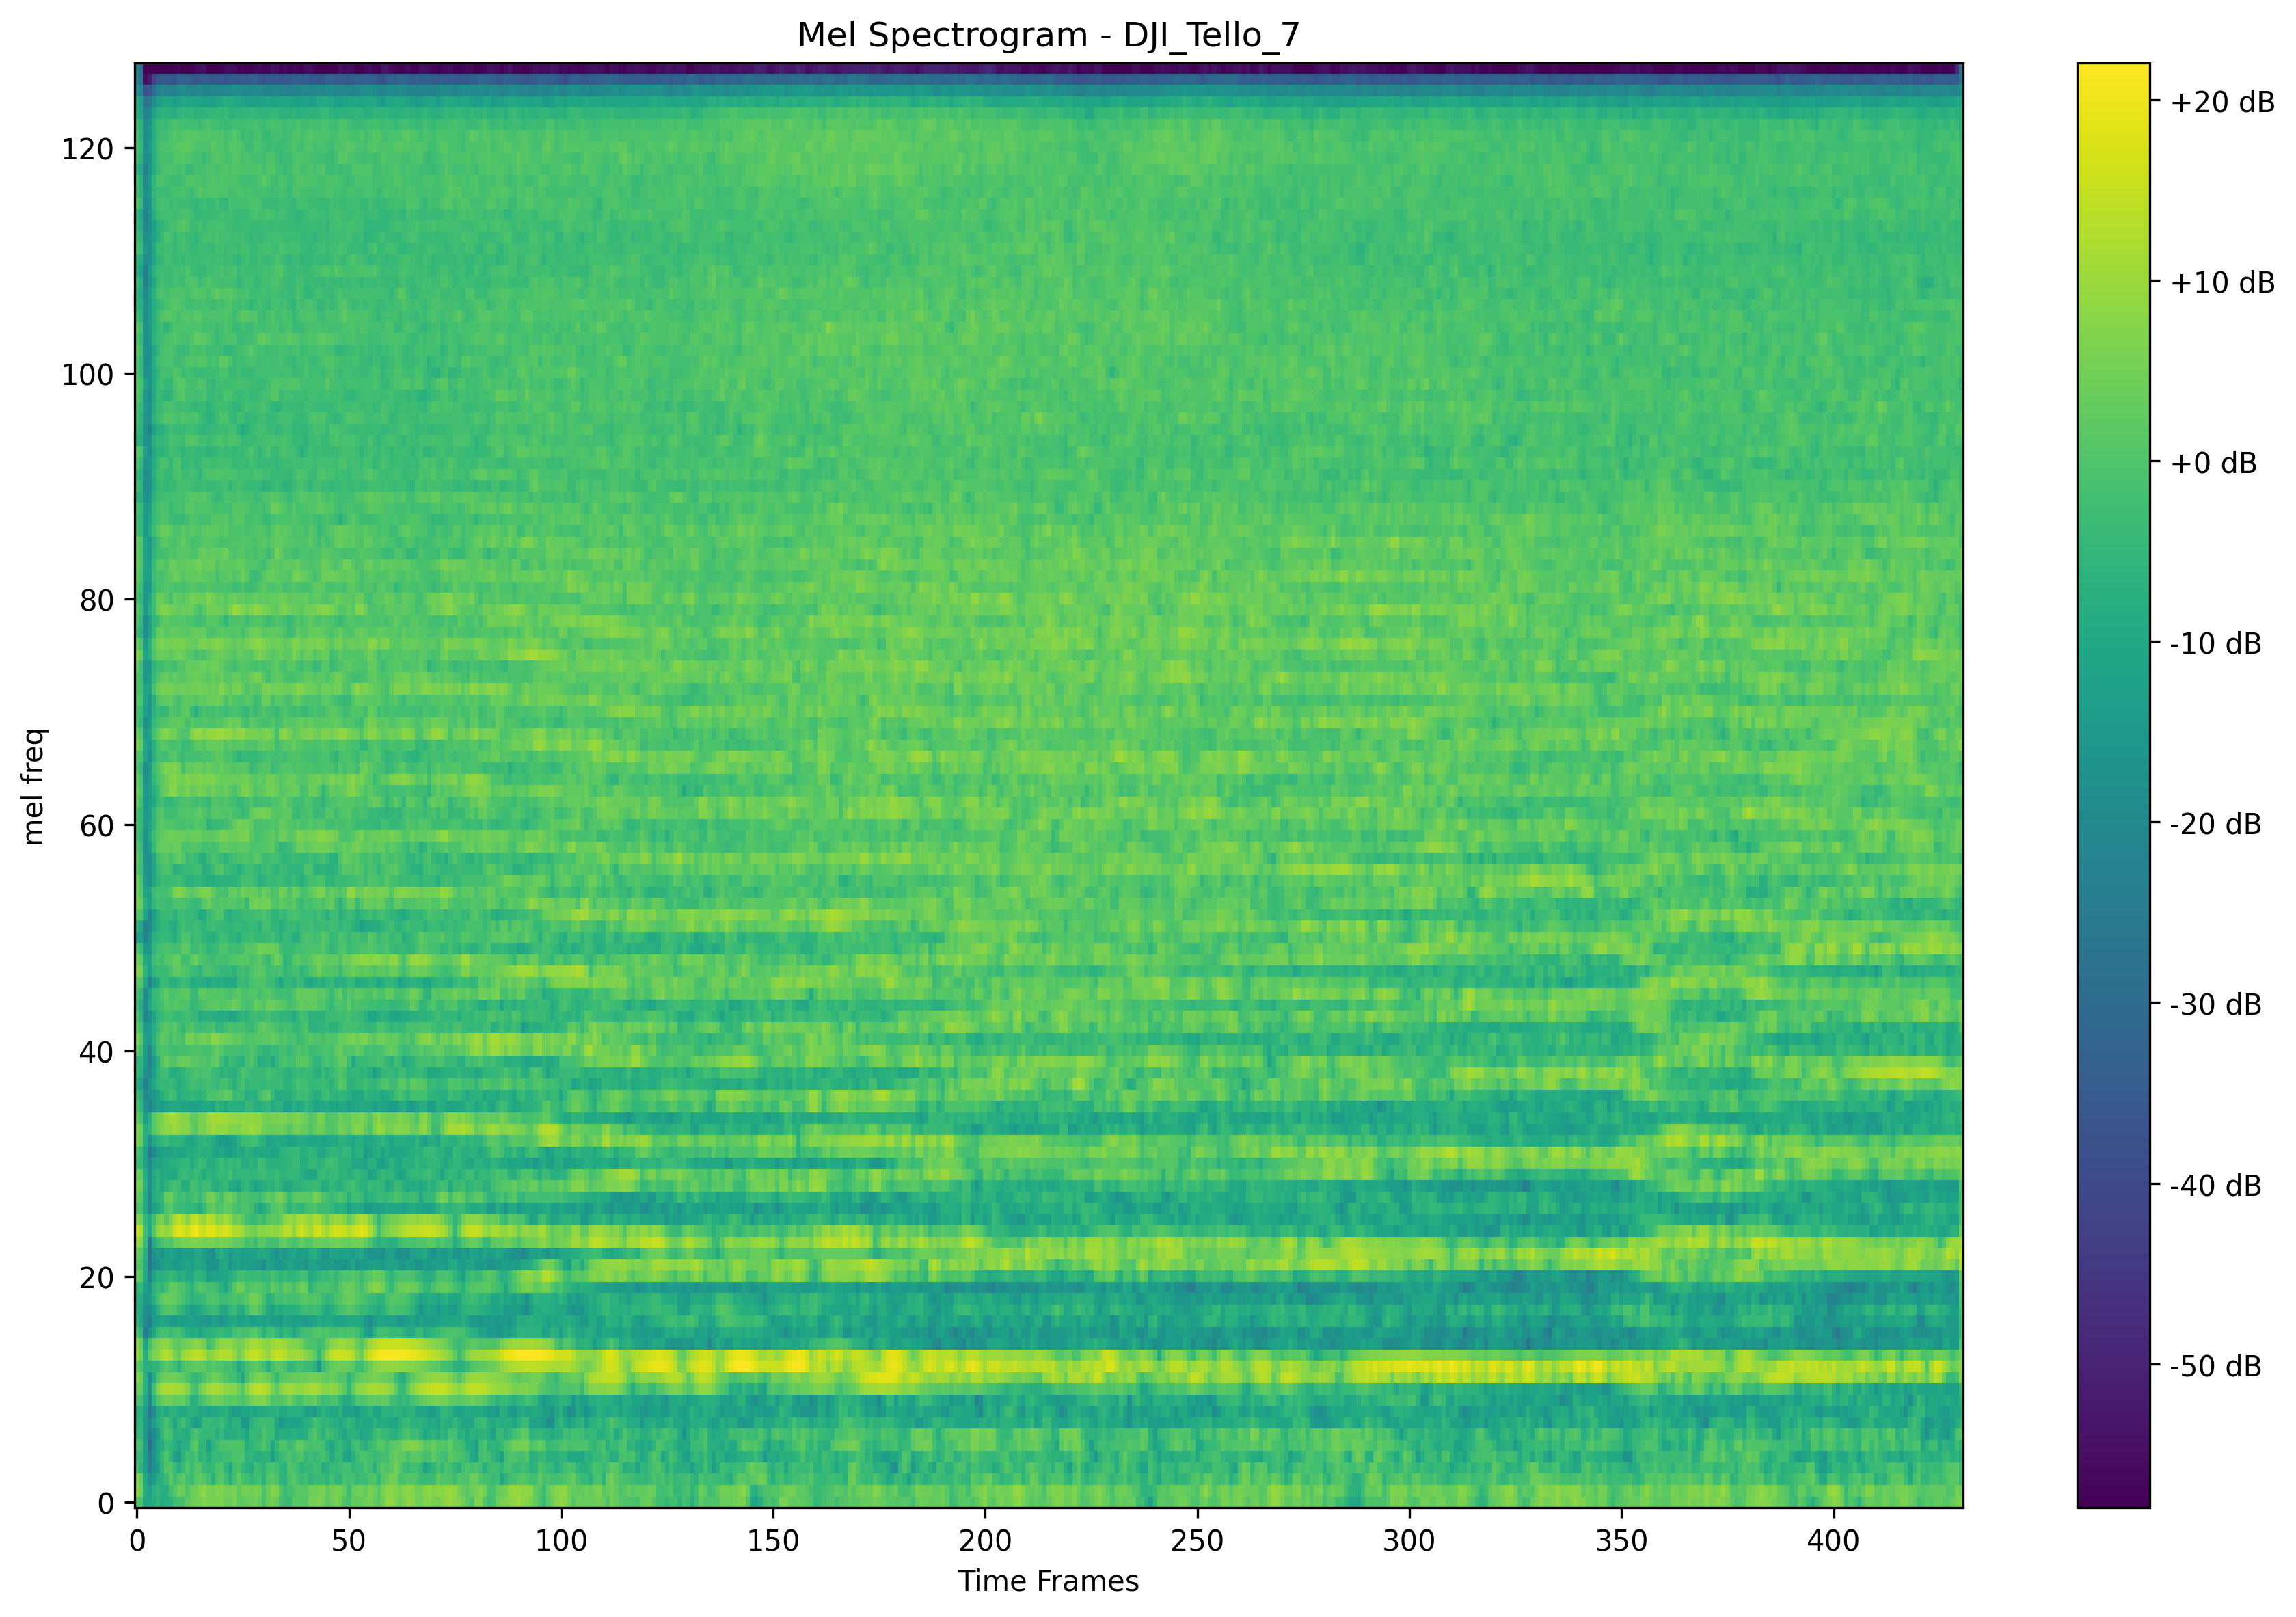 Mel Spectrogram - DJI_Tello_7
mel freq
120
100
80
60
40
20
0
0 50 100 150 200 250 300 350 400
Time Frames
+20 dB
+10 dB
+0 dB
-10 dB
-20 dB
-30 dB
-40 dB
-50 dB